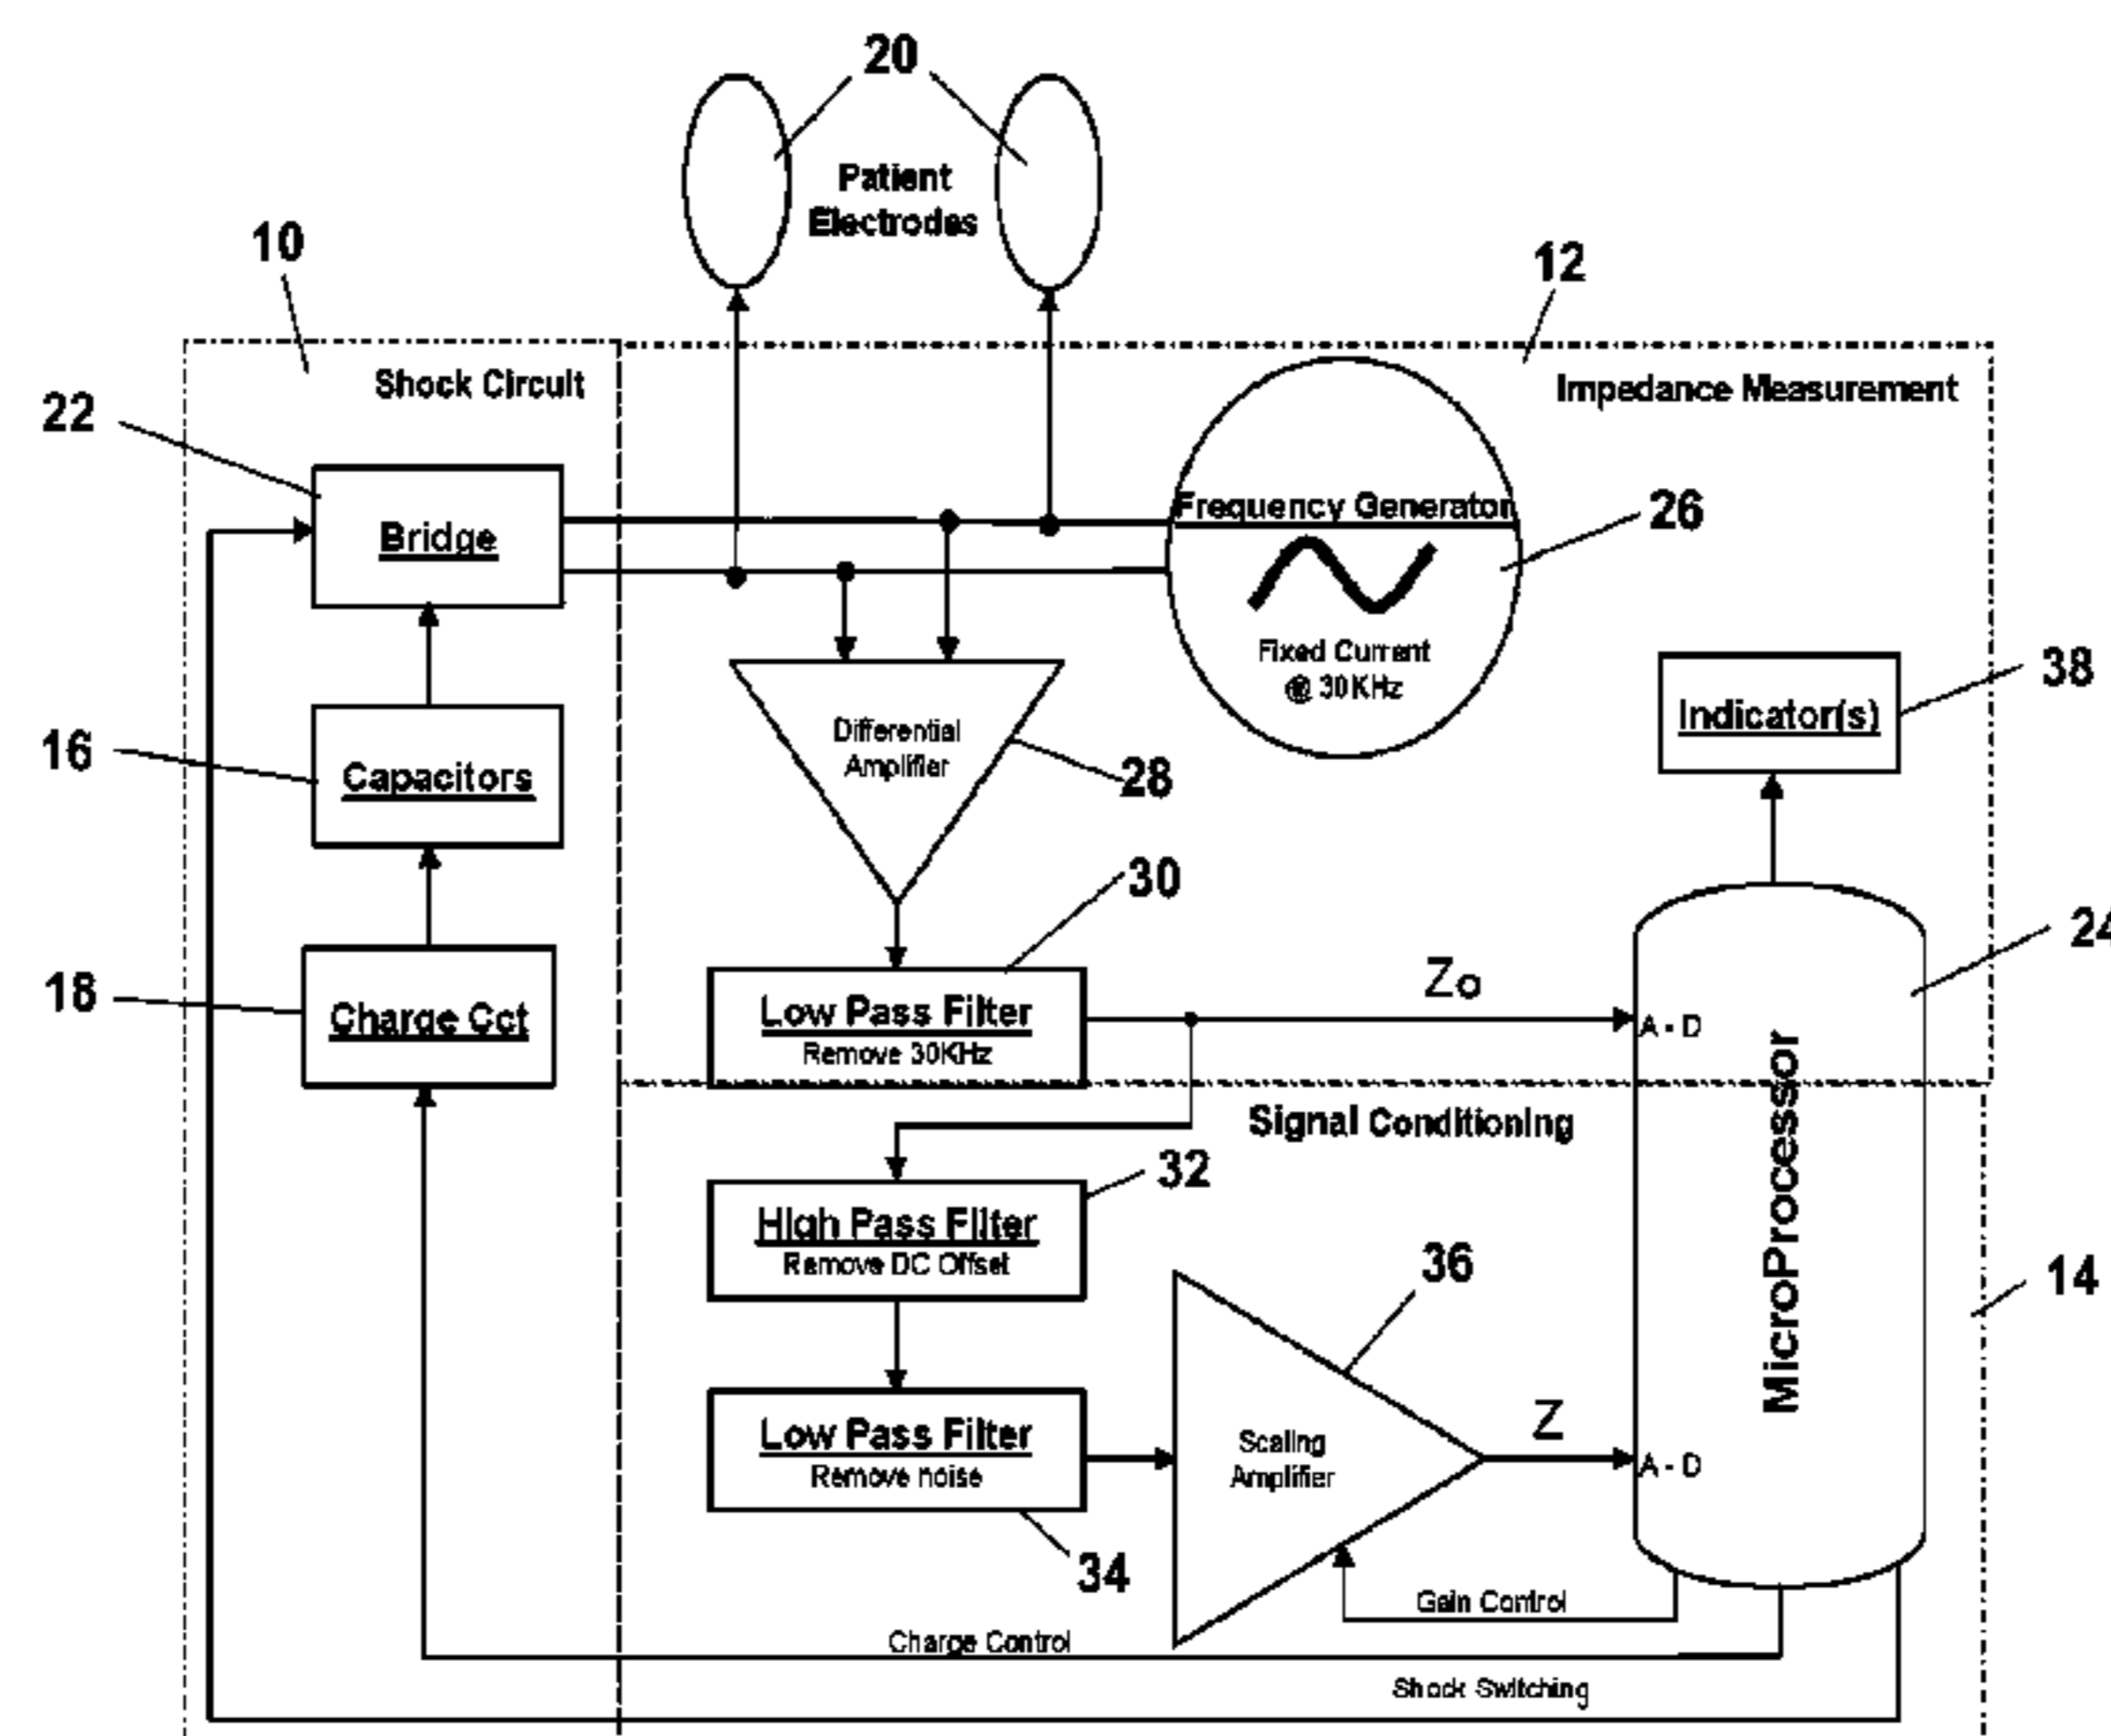 20
Patient
Electrodes
10
12
Shock Circuit
Impedance Measurement
22
Bridge
Frequency Generator
26
Fixed Current
@ 30KHz
38
Indicator(s)
16
Capacitors
Differential
Amplifier
28
30
18
Charge Cct
Low Pass Filter
Remove 30KHz
Zo
A - D
24
MicroProcessor
Signal Conditioning
32
High Pass Filter
Remove DC Offset
36
14
Low Pass Filter
Remove noise
Scaling
Amplifier
Z
A - D
34
Gain Control
Charge Control
Shock Switching